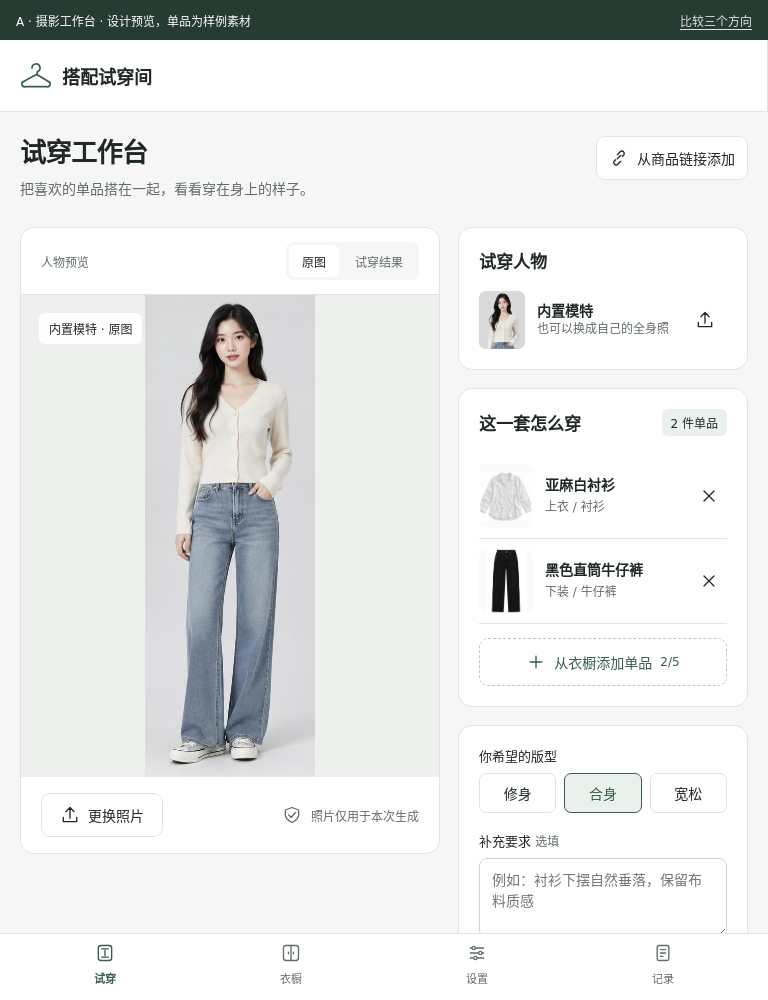 A · 摄影工作台 · 设计预览，单品为样例素材
比较三个方向
搭配试穿间
试穿工作台
把喜欢的单品搭在一起，看看穿在身上的样子。
从商品链接添加
人物预览
原图
试穿结果
内置模特 · 原图
更换照片
照片仅用于本次生成
试穿人物
内置模特
也可以换成自己的全身照
这一套怎么穿
2 件单品
亚麻白衬衫
上衣 / 衬衫
黑色直筒牛仔裤
下装 / 牛仔裤
从衣橱添加单品 2/5
你希望的版型
修身
合身
宽松
补充要求 选填
例如：衬衫下摆自然垂落，保留布
料质感
试穿
衣橱
设置
记录